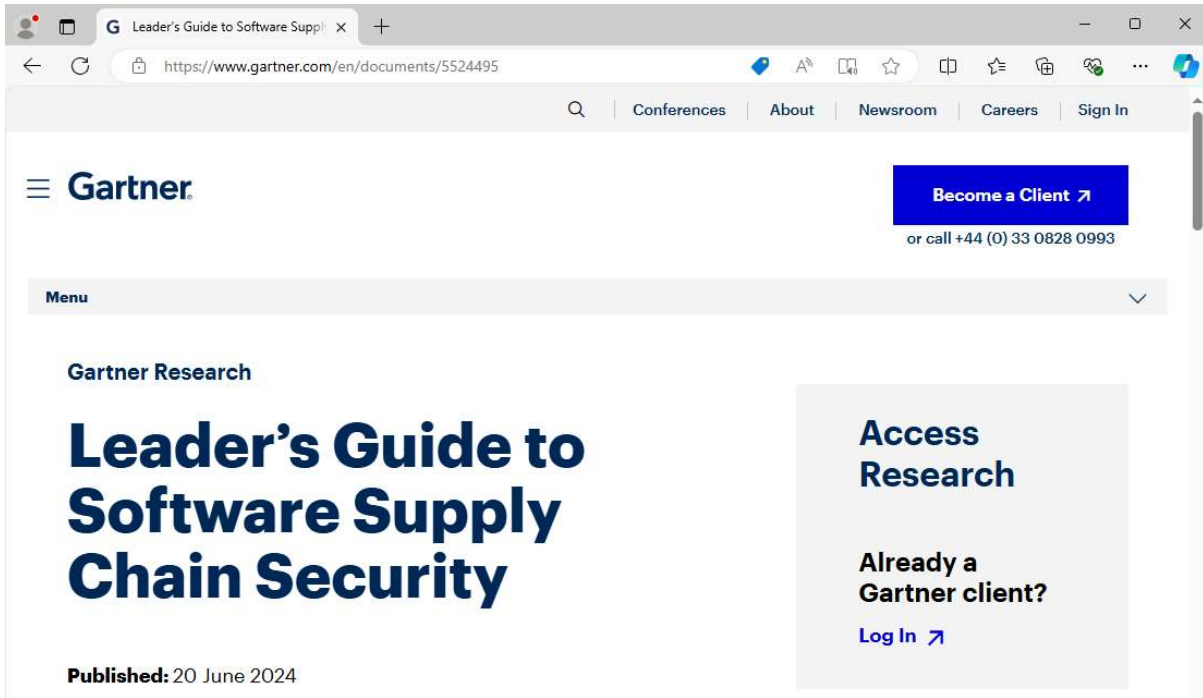 G Leader's Guide to Software Suppl
https://www.gartner.com/en/documents/5524495
Conferences About Newsroom Careers Sign In
Gartner
Become a Client ↗
or call +44 (0) 33 0828 0993
Menu
Gartner Research
Leader's Guide to
Software Supply
Chain Security
Published: 20 June 2024
Access
Research
Already a
Gartner client?
Log In ↗